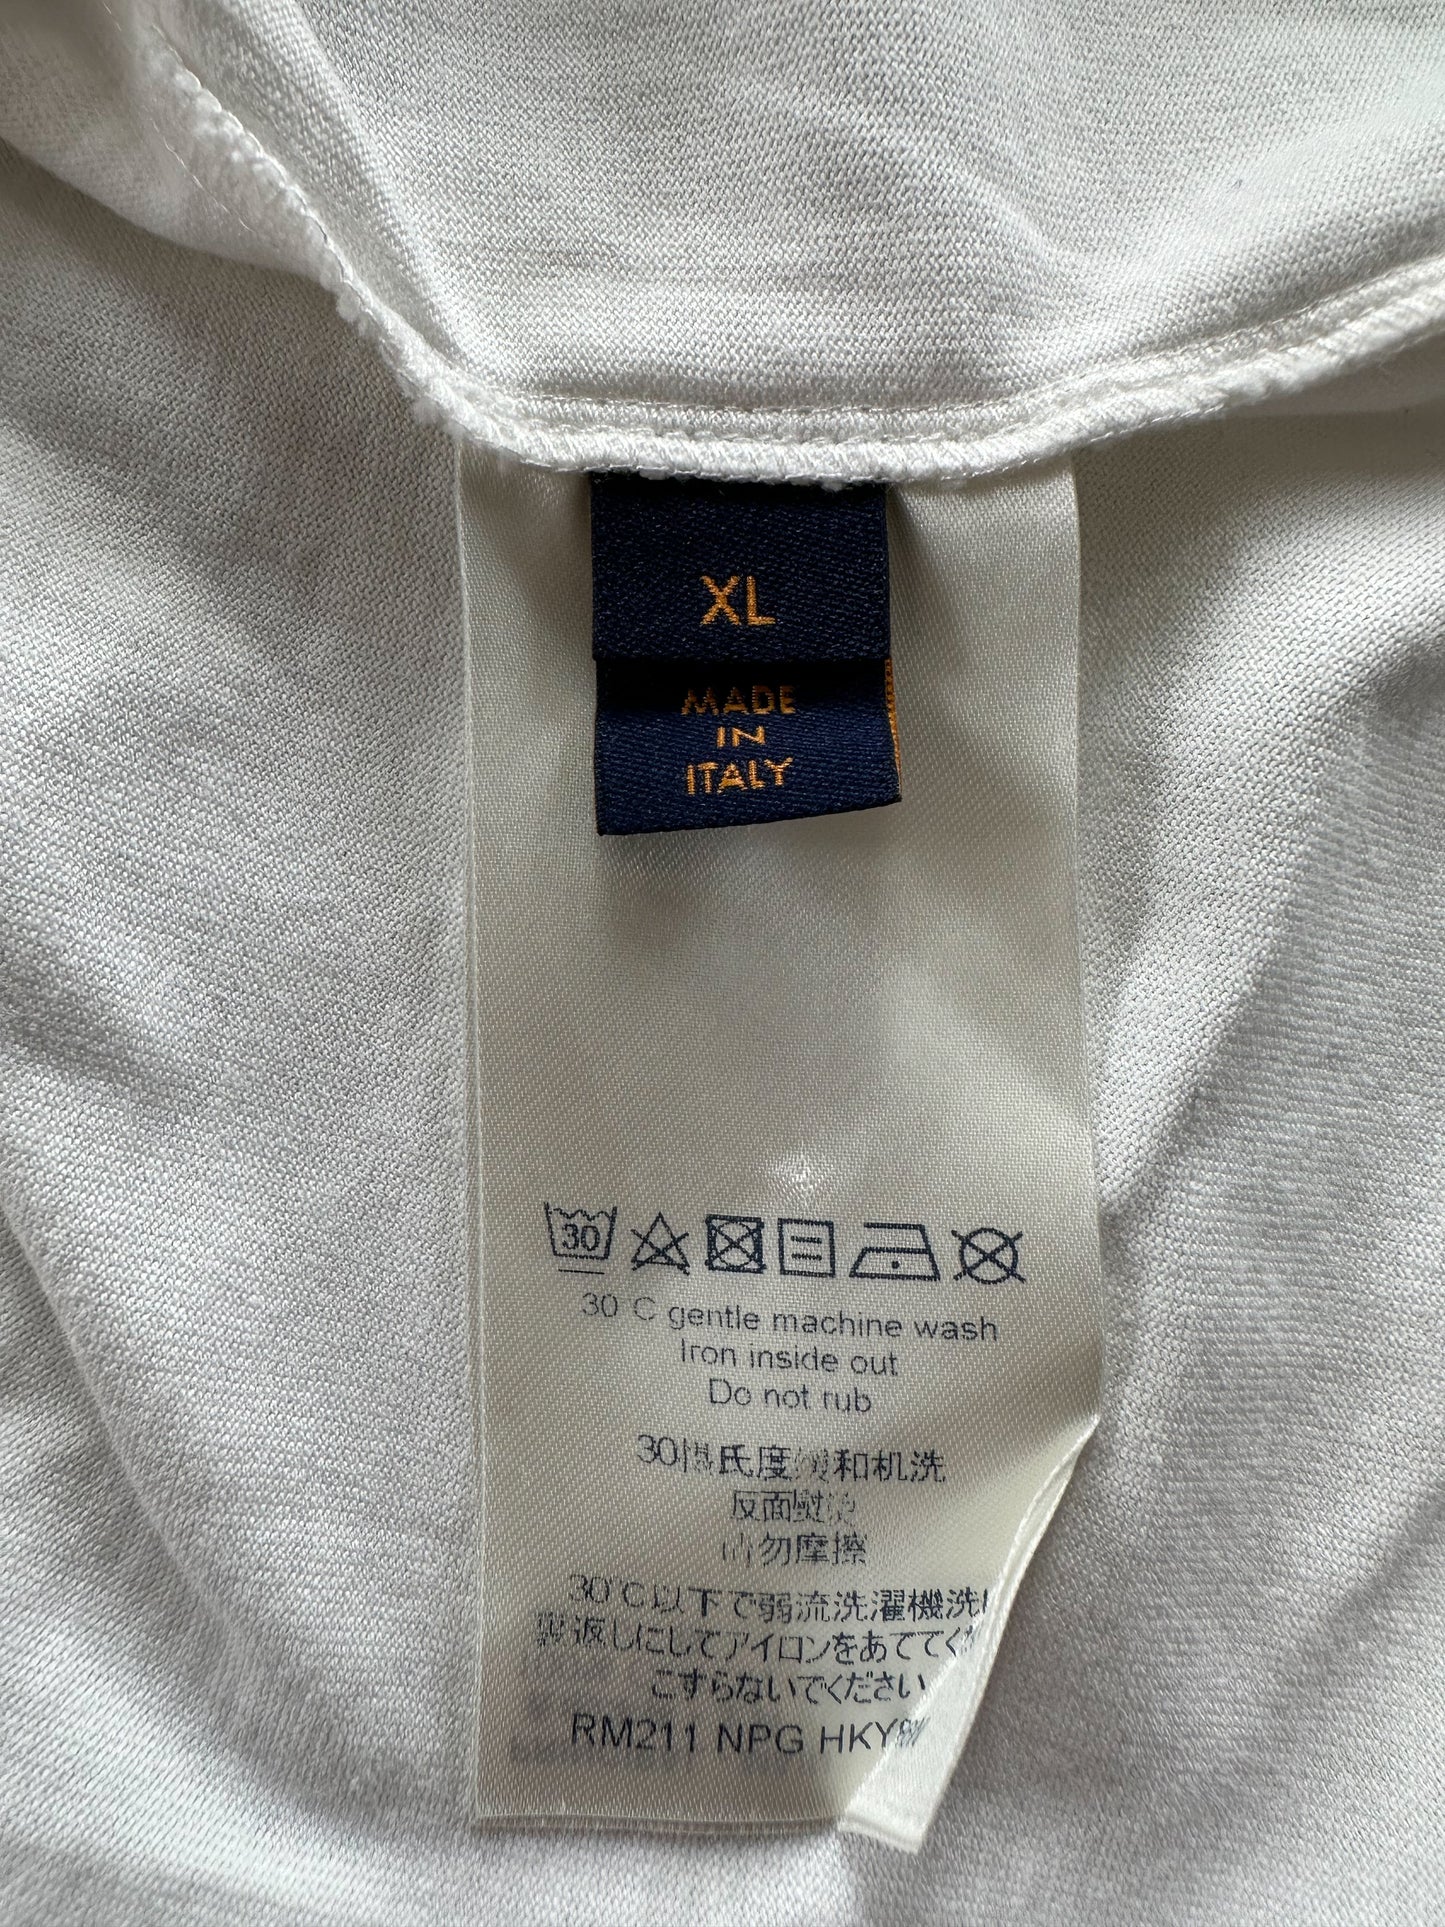 XL
MADE
IN
ITALY
30
30°C gentle machine wash
Iron inside out
Do not rub
30摄氏度缓和机洗
反面熨烫
请勿摩擦
30℃以下で弱流洗濯機洗い
裏返しにしてアイロンをあててくだ
こすらないでください
RM211 NPG